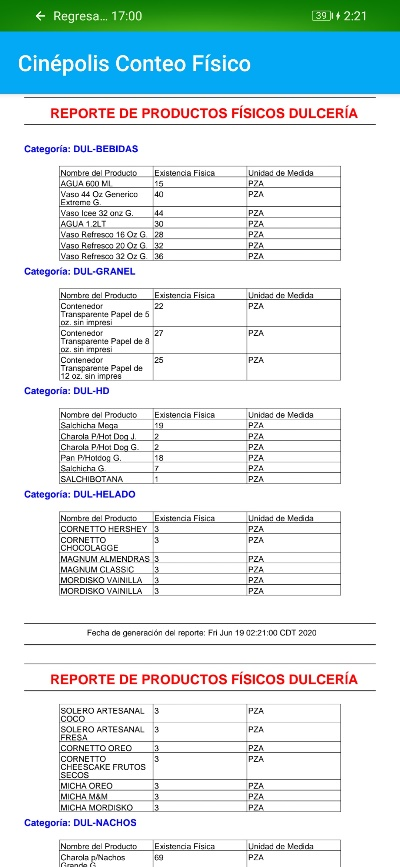 ← Regresa... 17:00 39 2:21
Cinépolis Conteo Físico
REPORTE DE PRODUCTOS FÍSICOS DULCERÍA
Categoría: DUL-BEBIDAS
Nombre del Producto Existencia Física Unidad de Medida
AGUA 600 ML 15 PZA
Vaso 44 Oz Generico 40 PZA
Extreme G.
Vaso Icee 32 onz G. 44 PZA
AGUA 1.2LT 30 PZA
Vaso Refresco 16 Oz G. 28 PZA
Vaso Refresco 20 Oz G. 32 PZA
Vaso Refresco 32 Oz G. 36 PZA
Categoría: DUL-GRANEL
Nombre del Producto Existencia Física Unidad de Medida
Contenedor 22 PZA
Transparente Papel de 5
oz. sin impresi
Contenedor 27 PZA
Transparente Papel de 8
oz. sin impresi
Contenedor 25 PZA
Transparente Papel de
12 oz. sin impres
Categoría: DUL-HD
Nombre del Producto Existencia Física Unidad de Medida
Salchicha Mega 19 PZA
Charola P/Hot Dog J. 2 PZA
Charola P/Hot Dog G. 2 PZA
Pan P/Hotdog G. 18 PZA
Salchicha G. 7 PZA
SALCHIBOTANA 1 PZA
Categoría: DUL-HELADO
Nombre del Producto Existencia Física Unidad de Medida
CORNETTO HERSHEY 3 PZA
CORNETTO 3 PZA
CHOCOLAGGE
MAGNUM ALMENDRAS 3 PZA
MAGNUM CLASSIC 3 PZA
MORDISKO VAINILLA 3 PZA
MORDISKO VAINILLA 3 PZA
Fecha de generación del reporte: Fri Jun 19 02:21:00 CDT 2020
REPORTE DE PRODUCTOS FÍSICOS DULCERÍA
SOLERO ARTESANAL 3 PZA
COCO
SOLERO ARTESANAL 3 PZA
FRESA
CORNETTO OREO 3 PZA
CORNETTO 3 PZA
CHEESCAKE FRUTOS
SECOS
MICHA OREO 3 PZA
MICHA M&M 3 PZA
MICHA MORDISKO 3 PZA
Categoría: DUL-NACHOS
Nombre del Producto Existencia Física Unidad de Medida
Charola p/Nachos 69 PZA
Grande G